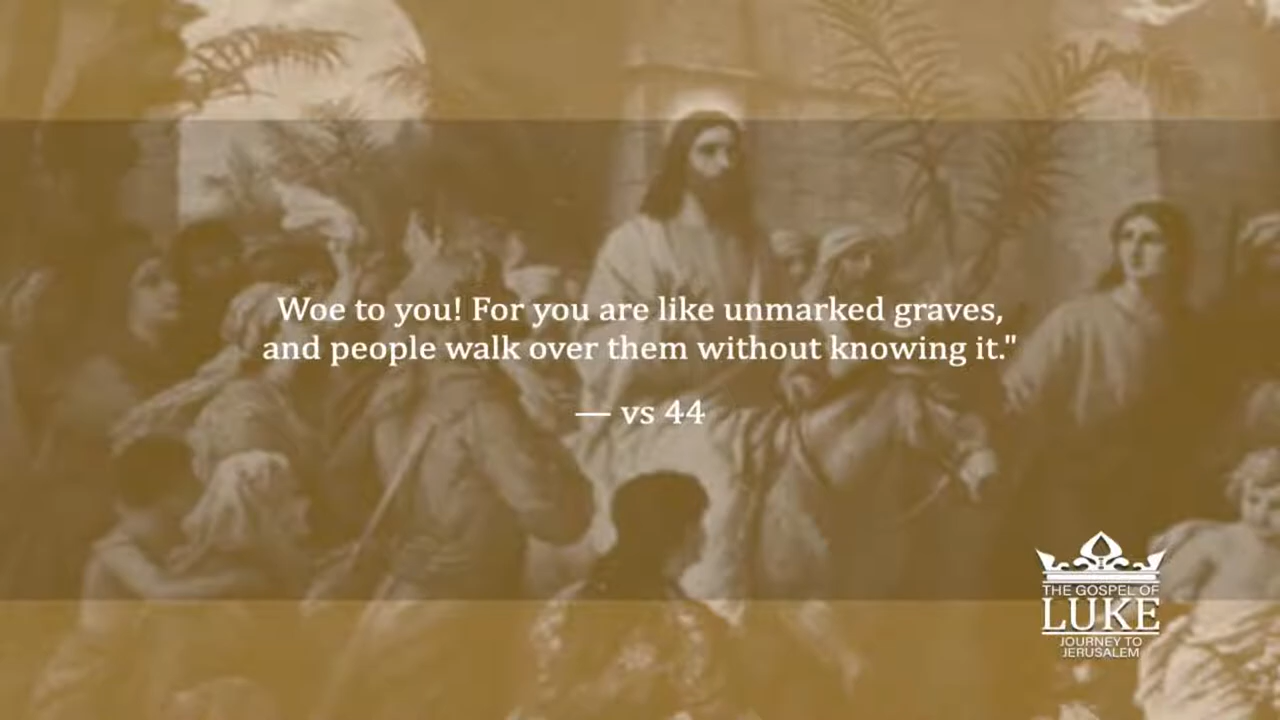 Woe to you! For you are like unmarked graves,
and people walk over them without knowing it."
— vs 44
THE GOSPEL OF
LUKE
JOURNEY TO
JERUSALEM